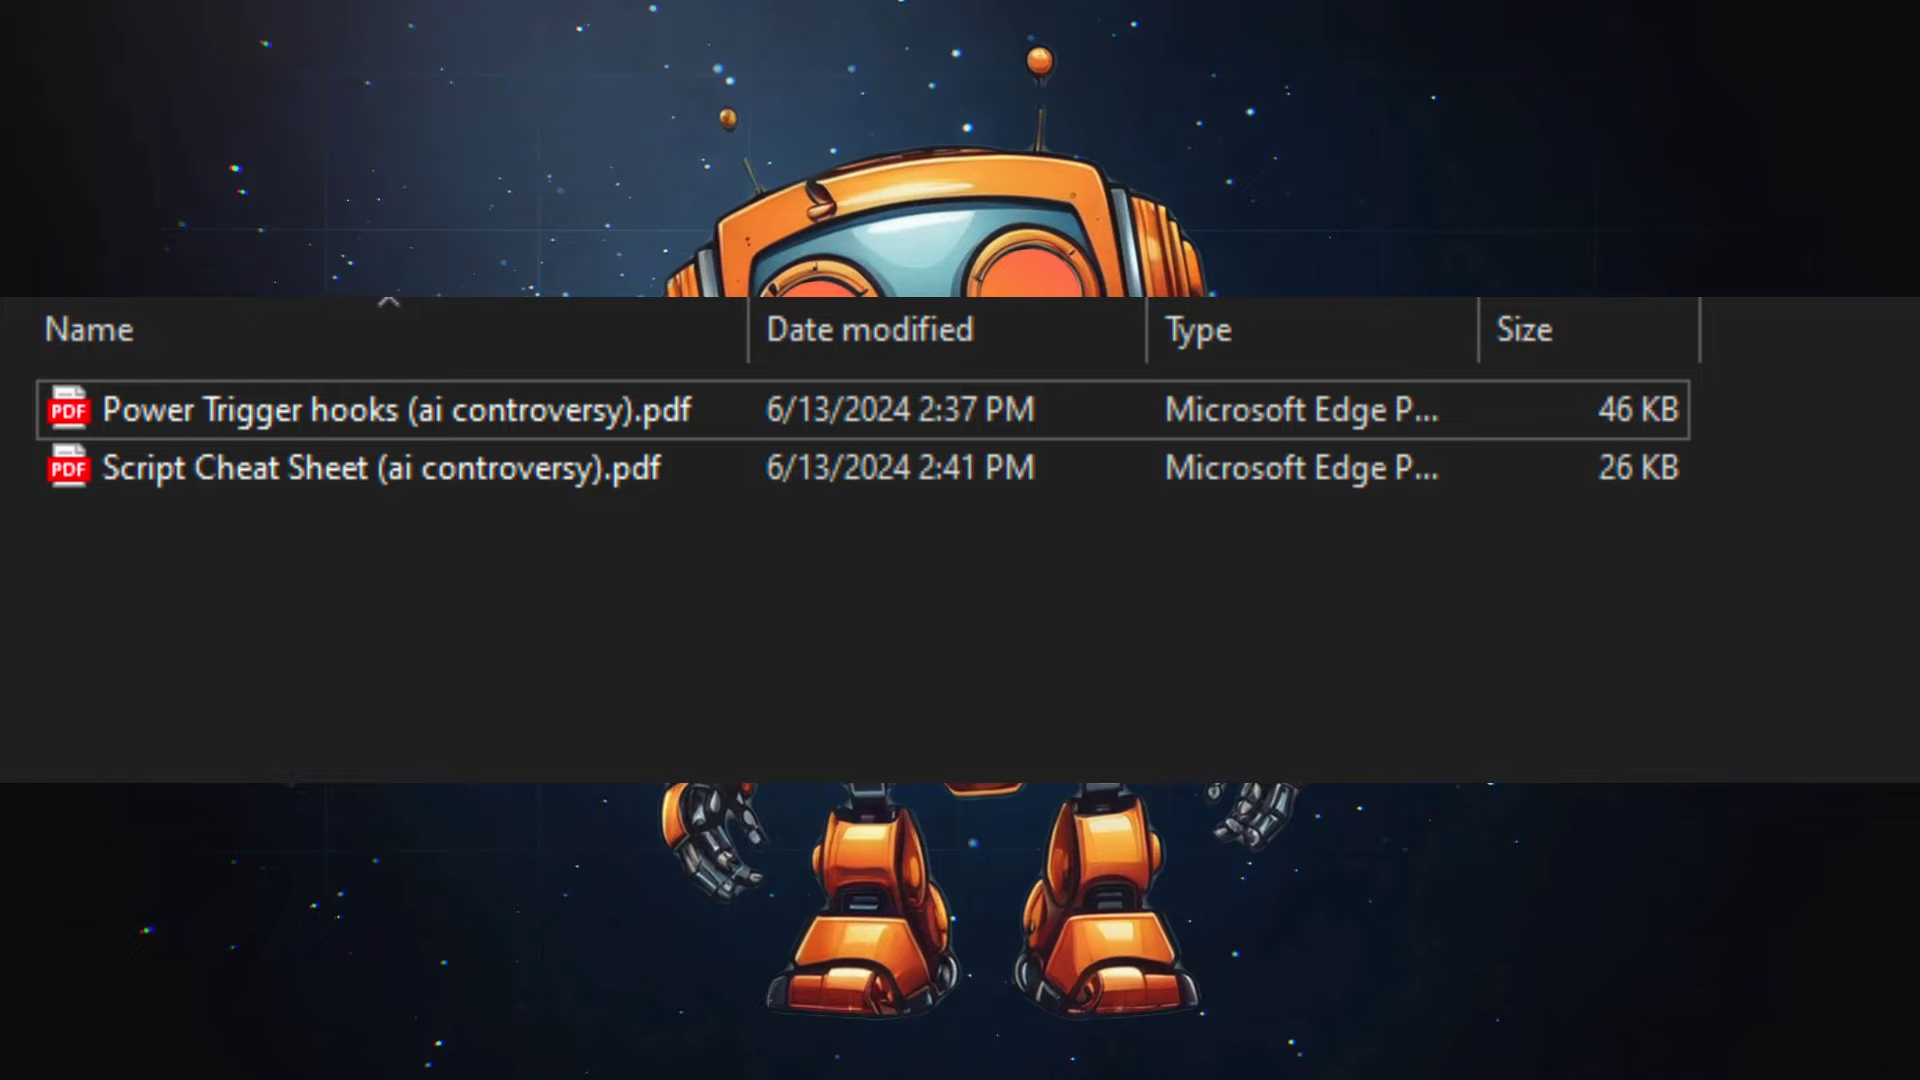 Name Date modified Type Size
PDF Power Trigger hooks (ai controversy).pdf 6/13/2024 2:37 PM Microsoft Edge P... 46 KB
PDF Script Cheat Sheet (ai controversy).pdf 6/13/2024 2:41 PM Microsoft Edge P... 26 KB